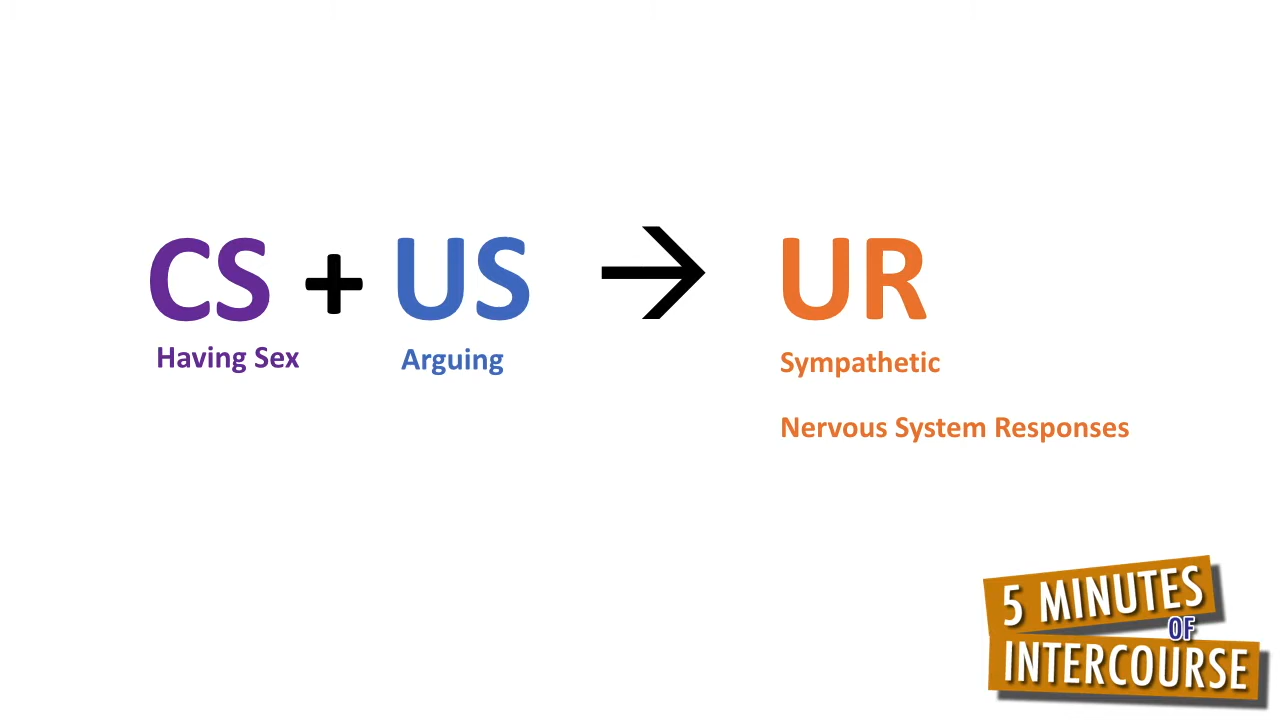 CS + US → UR
Having Sex
Arguing
Sympathetic
Nervous System Responses
5 MINUTES
OF
INTERCOURSE